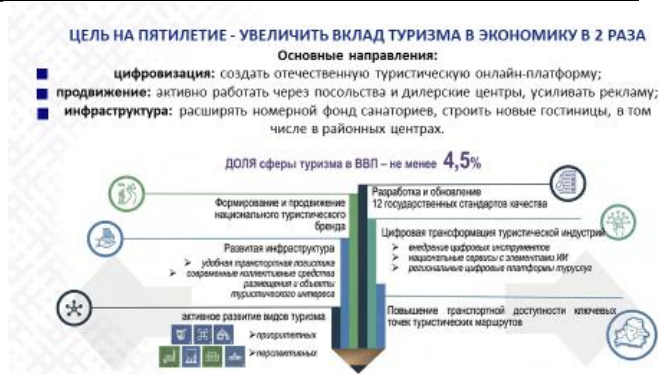 ЦЕЛЬ НА ПЯТИЛЕТИЕ - УВЕЛИЧИТЬ ВКЛАД ТУРИЗМА В ЭКОНОМИКУ В 2 РАЗА
Основные направления:
цифровизация: создать отечественную туристическую онлайн-платформу;
продвижение: активно работать через посольства и дилерские центры, усиливать рекламу;
инфраструктура: расширять номерной фонд санаториев, строить новые гостиницы, в том
числе в районных центрах.
ДОЛЯ сферы туризма в ВВП – не менее 4,5%
Формирование и продвижение
национального туристического
бренда
Развитая инфраструктура
➤ удобная транспортная логистика
➤ современные коллективные средства
размещения и объекты
туристического интереса
активное развитие видов туризма
➤приоритетных
➤перспективных
Разработка и обновление
12 государственных стандартов качества
Цифровая трансформация туристической индустрии
➤ внедрение цифровых инструментов
➤ национальные сервисы с элементами ИИ
➤ региональные цифровые платформы туруслуг
Повышение транспортной доступности ключевых
точек туристических маршрутов